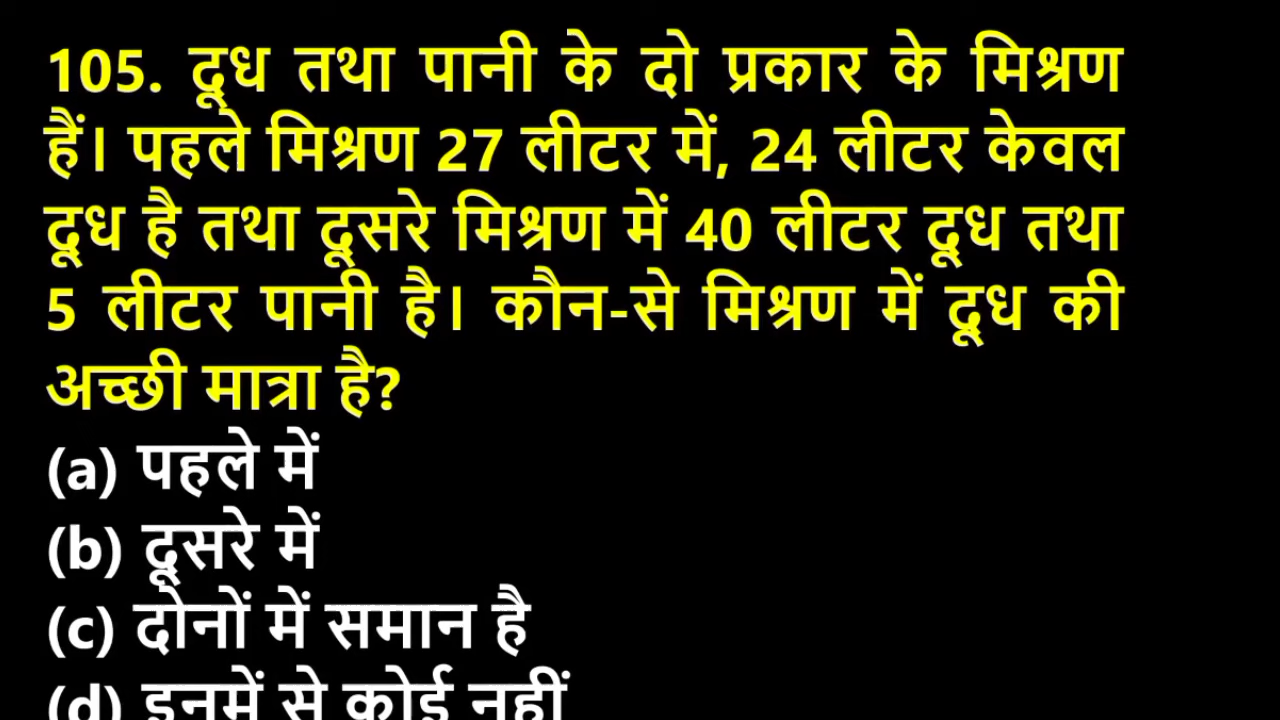 105. दूध तथा पानी के दो प्रकार के मिश्रण
हैं। पहले मिश्रण 27 लीटर में, 24 लीटर केवल
दूध है तथा दूसरे मिश्रण में 40 लीटर दूध तथा
5 लीटर पानी है। कौन-से मिश्रण में दूध की
अच्छी मात्रा है?
(a) पहले में
(b) दूसरे में
(c) दोनों में समान है
(d) इनमें से कोई नहीं